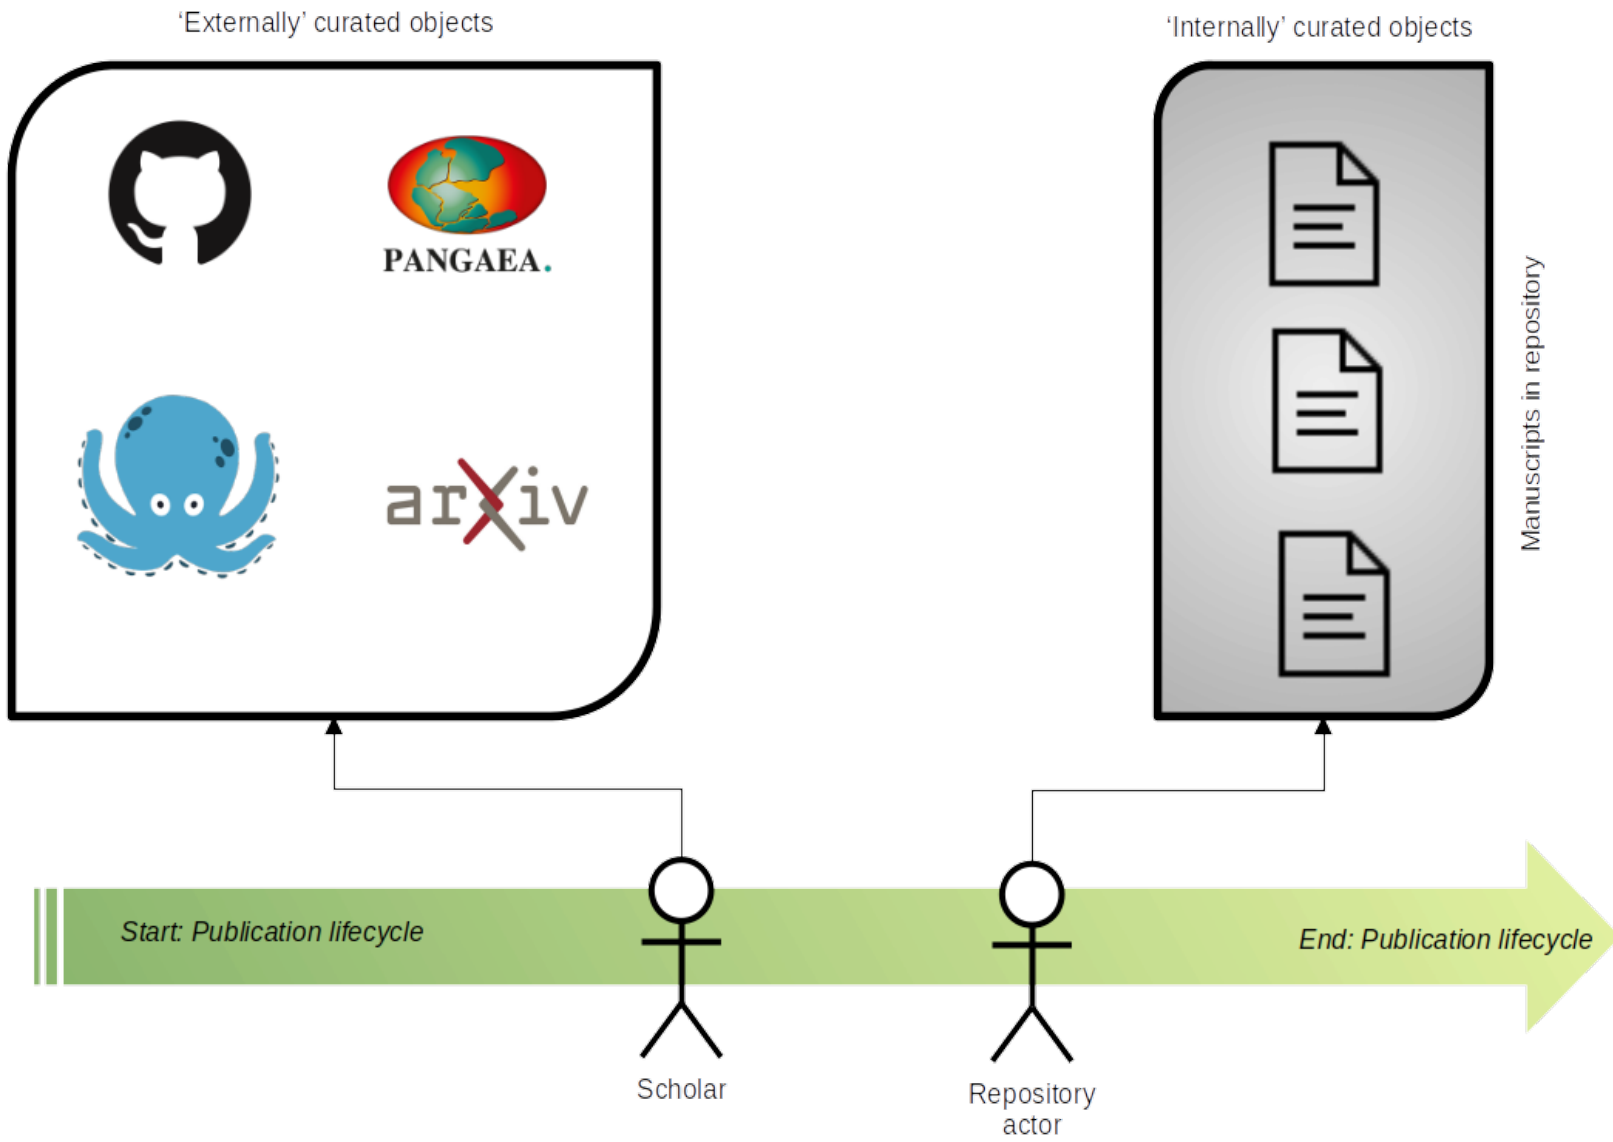 ‘Externally’ curated objects
‘Internally’ curated objects
PANGAEA.
arXiv
Manuscripts in repository
Start: Publication lifecycle
End: Publication lifecycle
Scholar
Repository
actor